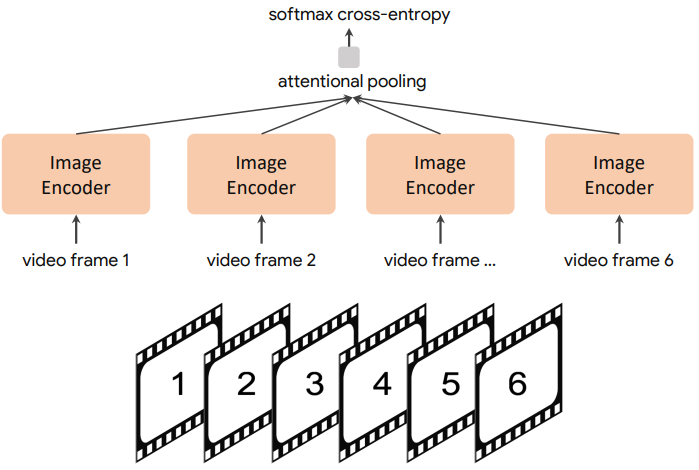 softmax cross-entropy
attentional pooling
Image Encoder
Image Encoder
Image Encoder
Image Encoder
video frame 1
video frame 2
video frame ...
video frame 6
1 2 3 4 5 6